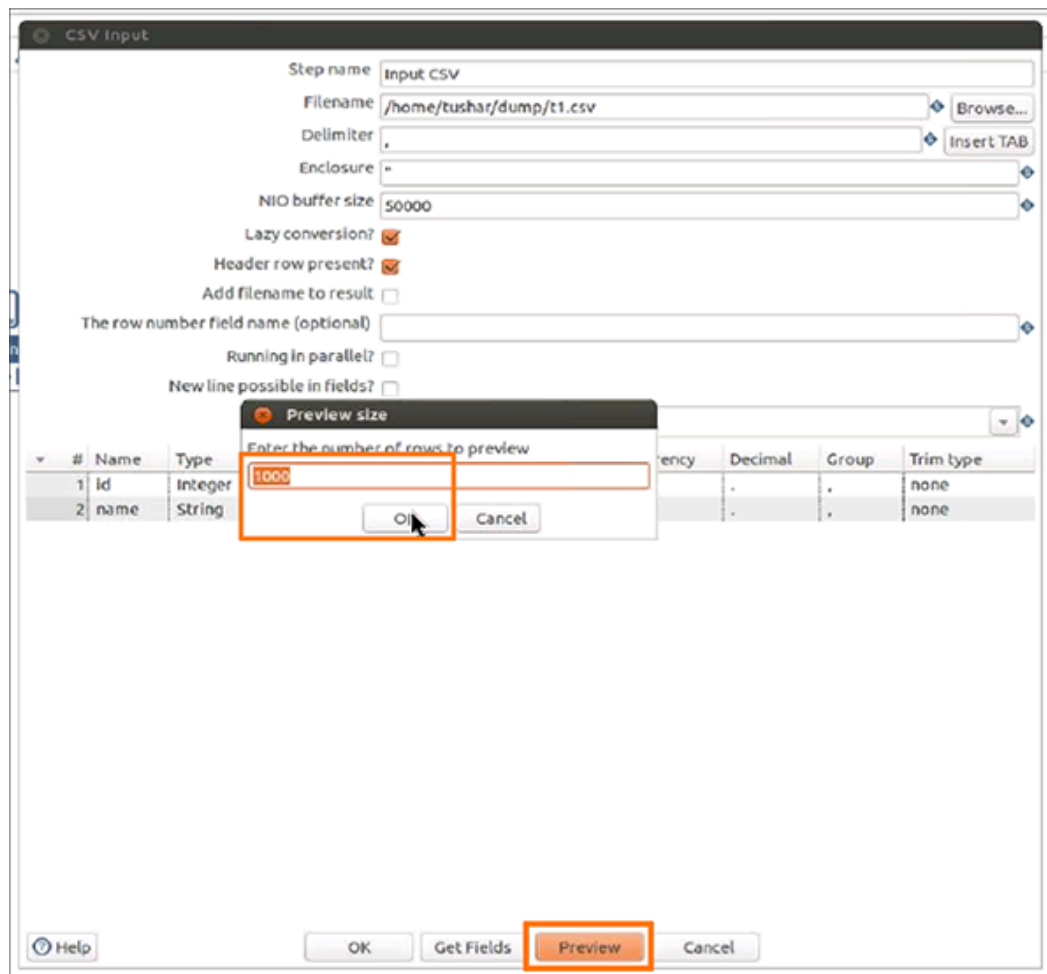 CSV Input
Step name Input CSV
Filename /home/tushar/dump/t1.csv Browse...
Delimiter , Insert TAB
Enclosure "
NIO buffer size 50000
Lazy conversion?
Header row present?
Add filename to result
The row number field name (optional)
Running in parallel?
New line possible in fields?
Preview size
Enter the number of rows to preview
# Name Type ency Decimal Group Trim type
1000
1 id Integer . , none
2 name String . , none
OK Cancel
Help OK Get Fields Preview Cancel